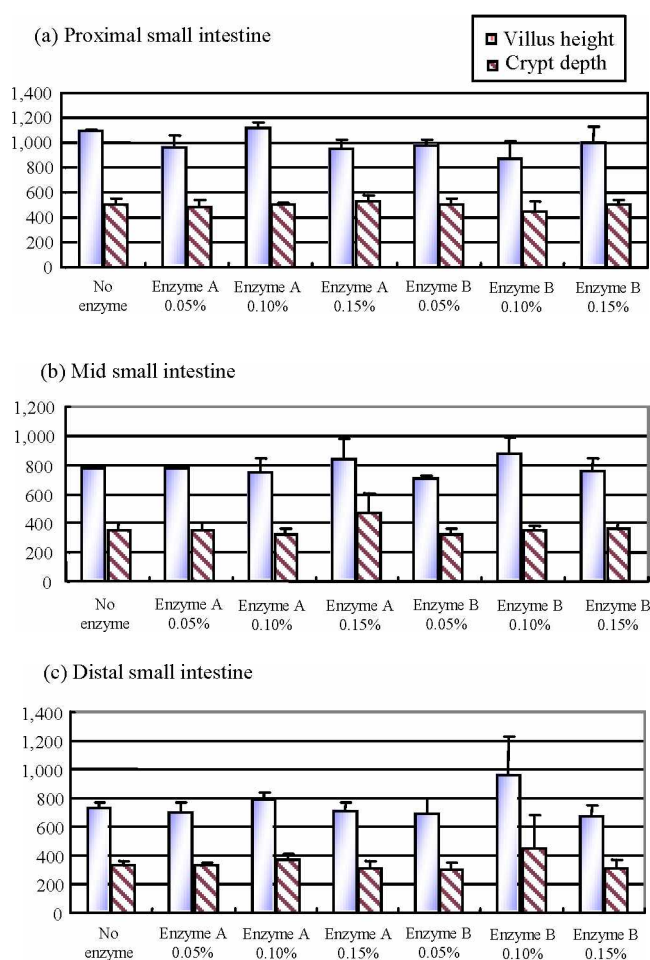 (a) Proximal small intestine
Villus height
Crypt depth
1,400
1,200
1,000
800
600
400
200
0
No Enzyme A Enzyme A Enzyme A Enzyme B Enzyme B Enzyme B
enzyme 0.05% 0.10% 0.15% 0.05% 0.10% 0.15%
(b) Mid small intestine
1,200
1,000
800
600
400
200
0
No Enzyme A Enzyme A Enzyme A Enzyme B Enzyme B Enzyme B
enzyme 0.05% 0.10% 0.15% 0.05% 0.10% 0.15%
(c) Distal small intestine
1,400
1,200
1,000
800
600
400
200
0
No Enzyme A Enzyme A Enzyme A Enzyme B Enzyme B Enzyme B
enzyme 0.05% 0.10% 0.15% 0.05% 0.10% 0.15%